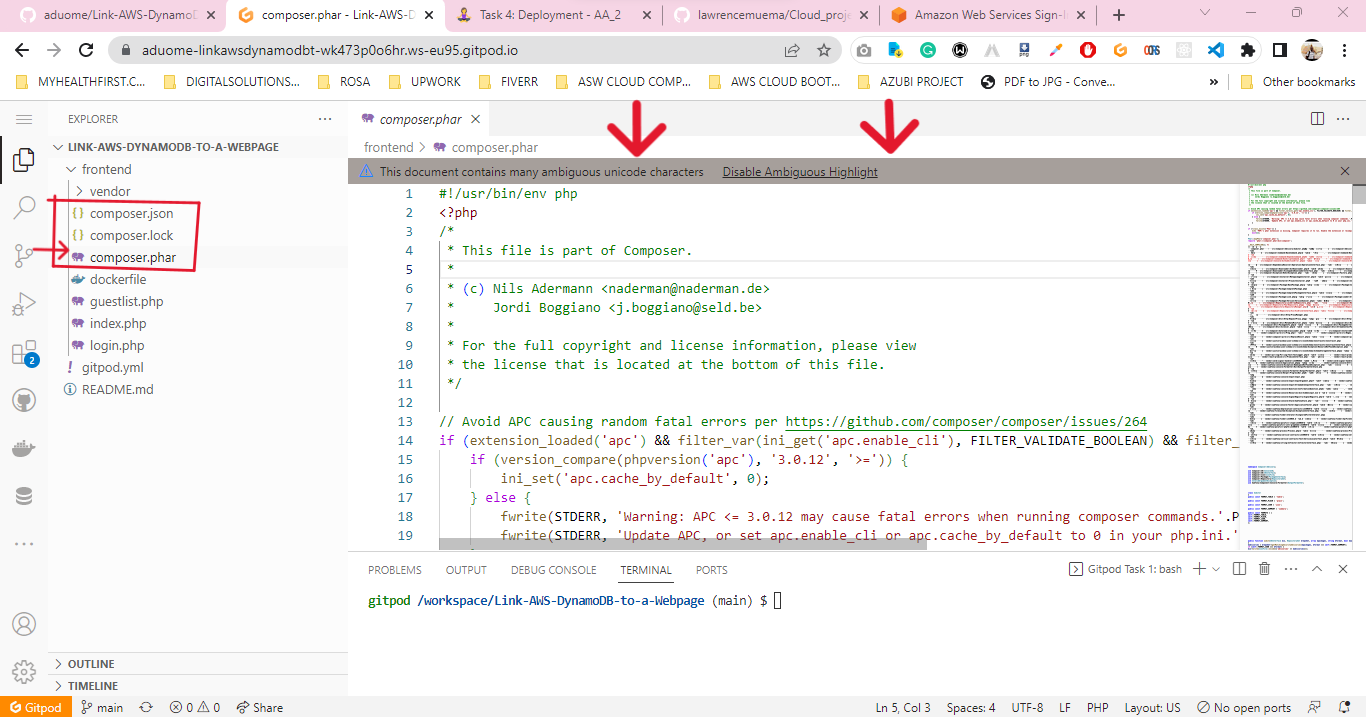 aduome/Link-AWS-Dynamo
composer.phar - Link-AWS-D
Task 4: Deployment - AA_2
lawrencemuema/Cloud_proje
Amazon Web Services Sign-I
aduome-linkawsdynamodbt-wk473p0o6hr.ws-eu95.gitpod.io
MYHEALTHFIRST.C...
DIGITALSOLUTIONS...
ROSA
UPWORK
FIVERR
ASW CLOUD COMP...
AWS CLOUD BOOT...
AZUBI PROJECT
PDF to JPG - Conve...
»
Other bookmarks
EXPLORER
LINK-AWS-DYNAMODB-TO-A-WEBPAGE
frontend
vendor
composer.json
composer.lock
composer.phar
dockerfile
guestlist.php
index.php
login.php
gitpod.yml
README.md
2
OUTLINE
TIMELINE
composer.phar
frontend > composer.phar
This document contains many ambiguous unicode characters Disable Ambiguous Highlight
1 #!/usr/bin/env php
2 <?php
3 /*
4  * This file is part of Composer.
5  *
6  * (c) Nils Adermann <naderman@naderman.de>
7  *     Jordi Boggiano <j.boggiano@seld.be>
8  *
9  * For the full copyright and license information, please view
10  * the license that is located at the bottom of this file.
11  */
12
13 // Avoid APC causing random fatal errors per https://github.com/composer/composer/issues/264
14 if (extension_loaded('apc') && filter_var(ini_get('apc.enable_cli'), FILTER_VALIDATE_BOOLEAN) && filter_
15     if (version_compare(phpversion('apc'), '3.0.12', '>=')) {
16         ini_set('apc.cache_by_default', 0);
17     } else {
18         fwrite(STDERR, 'Warning: APC <= 3.0.12 may cause fatal errors when running composer commands.'.P
19         fwrite(STDERR, 'Update APC, or set apc.enable_cli or apc.cache_by_default to 0 in your php.ini.'
PROBLEMS OUTPUT DEBUG CONSOLE TERMINAL PORTS
Gitpod Task 1: bash
gitpod /workspace/Link-AWS-DynamoDB-to-a-Webpage (main) $
Gitpod
main
0 0
Share
Ln 5, Col 3
Spaces: 4
UTF-8
LF
PHP
Layout: US
No open ports